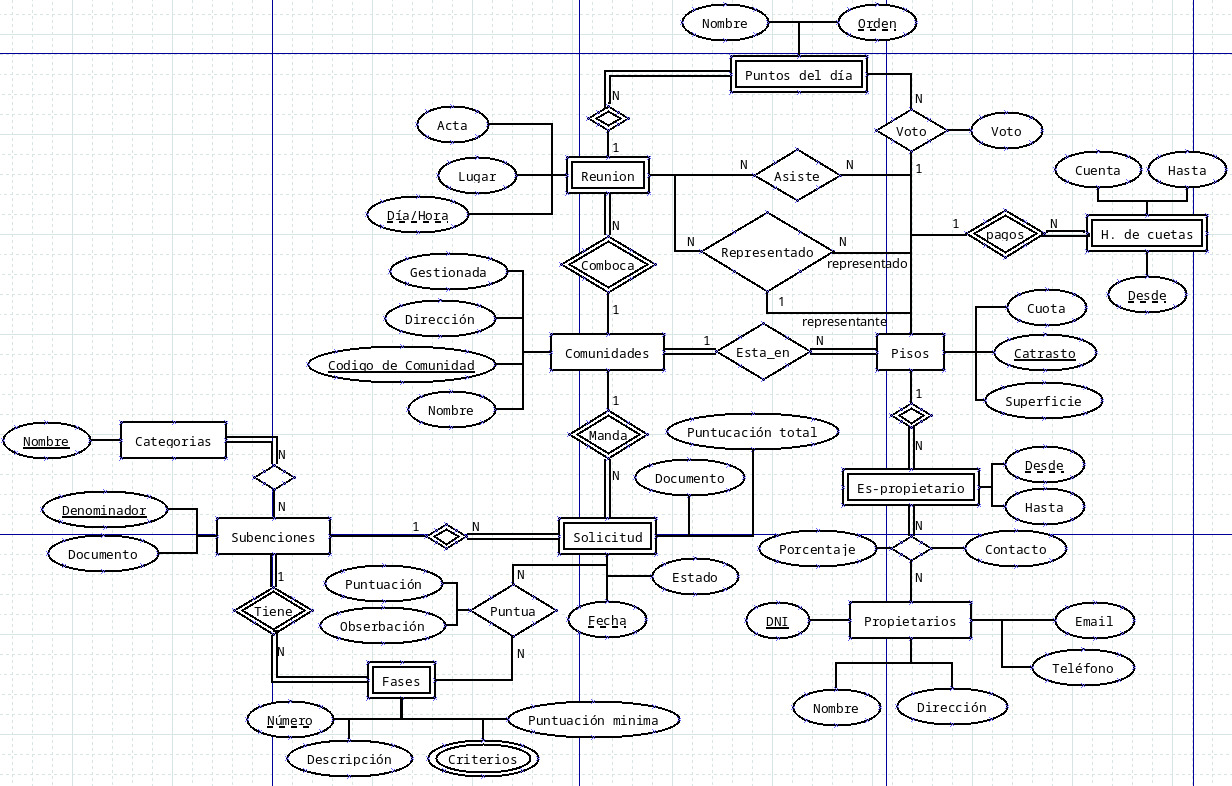 Nombre
Orden
Puntos del día
N
N
Acta
Voto
Voto
1
Lugar
Reunion
N
Asiste
N
1
Cuenta
Hasta
Día/Hora
N
Comboca
N
Representado
N
representado
1
pagos
N
H. de cuetas
Gestionada
1
representante
Desde
Dirección
1
Cuota
Codigo de Comunidad
Comunidades
1
Esta_en
N
Pisos
Catrasto
Nombre
1
1
Superficie
Nombre
Categorias
N
Manda
Puntucación total
N
N
Documento
Es-propietario
Desde
Hasta
Denominador
N
Documento
Subenciones
1
N
Solicitud
N
Porcentaje
Contacto
1
Puntuación
N
Estado
N
Tiene
Obserbación
Puntua
Fecha
DNI
Propietarios
Email
N
N
Teléfono
Fases
Nombre
Dirección
Número
Puntuación minima
Descripción
Criterios